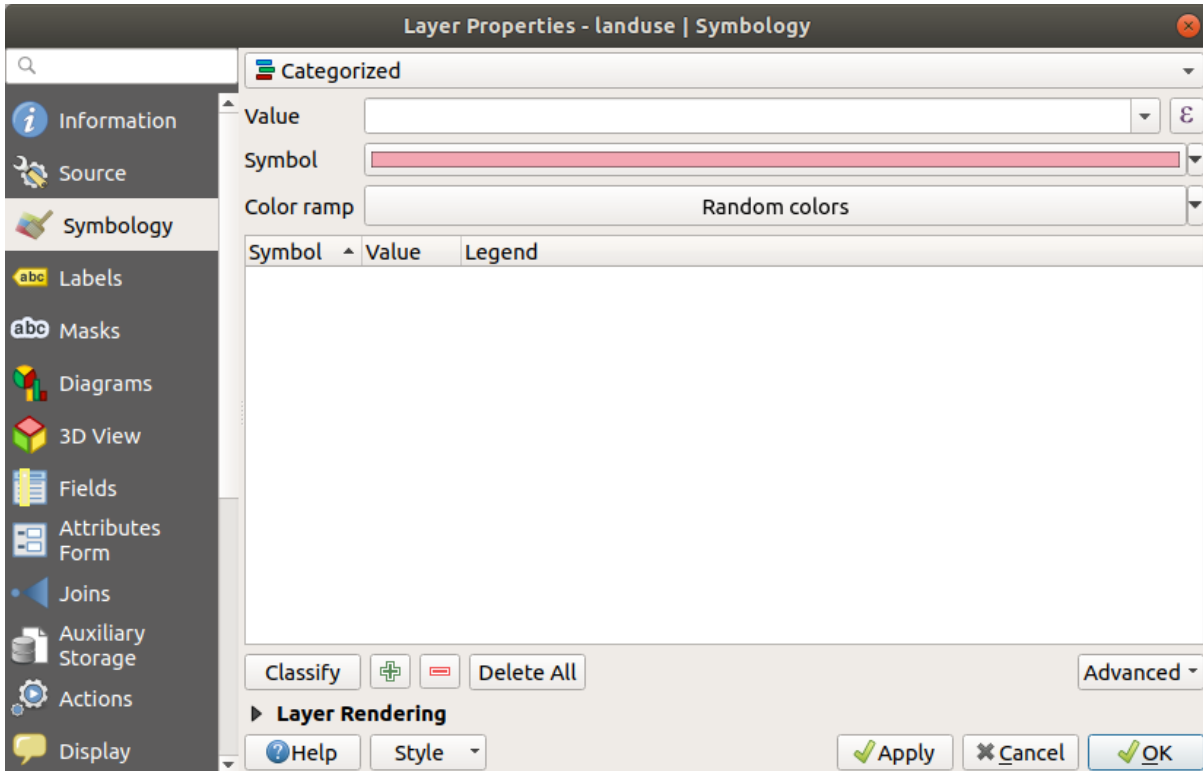 Layer Properties - landuse | Symbology
Categorized
Information
Source
Symbology
abc Labels
abc Masks
Diagrams
3D View
Fields
Attributes
Form
Joins
Auxiliary
Storage
Actions
Display
Value
ε
Symbol
Color ramp Random colors
Symbol Value Legend
Classify Delete All Advanced
Layer Rendering
Help Style Apply Cancel OK